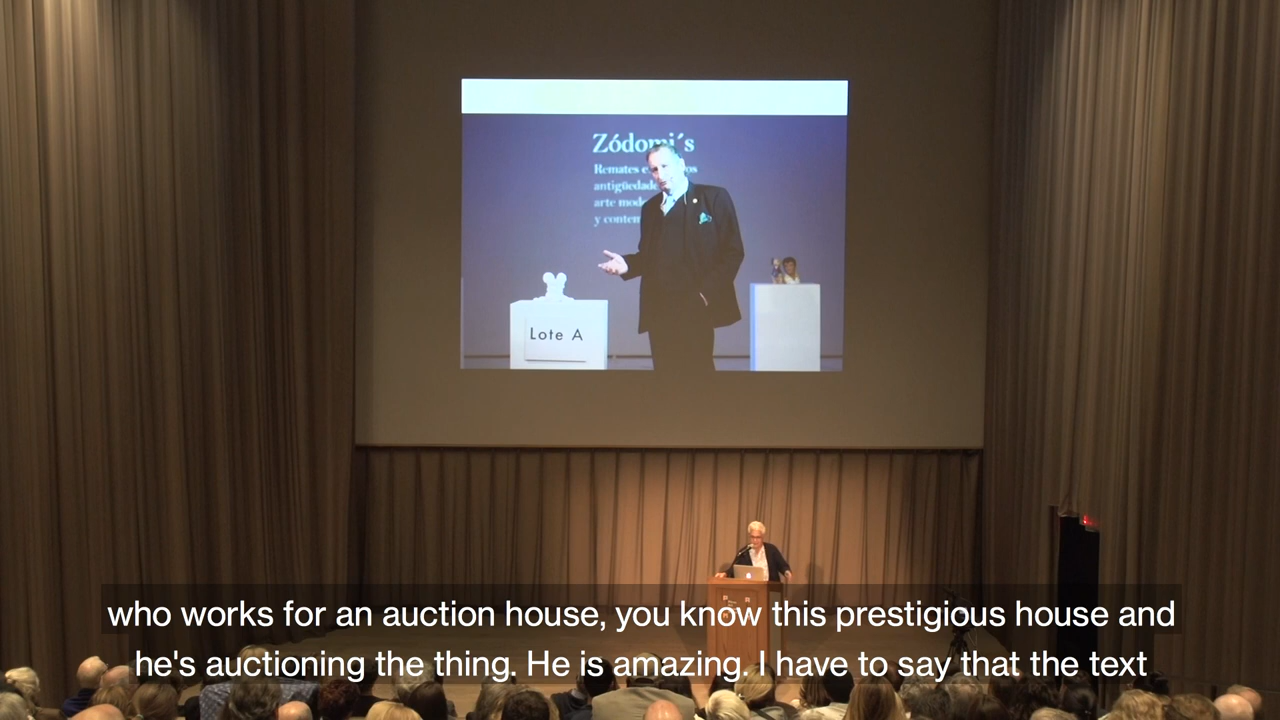 Zódomi´s
Remates e
antigüedade
arte mode
y contem
Lote A
who works for an auction house, you know this prestigious house and
he's auctioning the thing. He is amazing. I have to say that the text